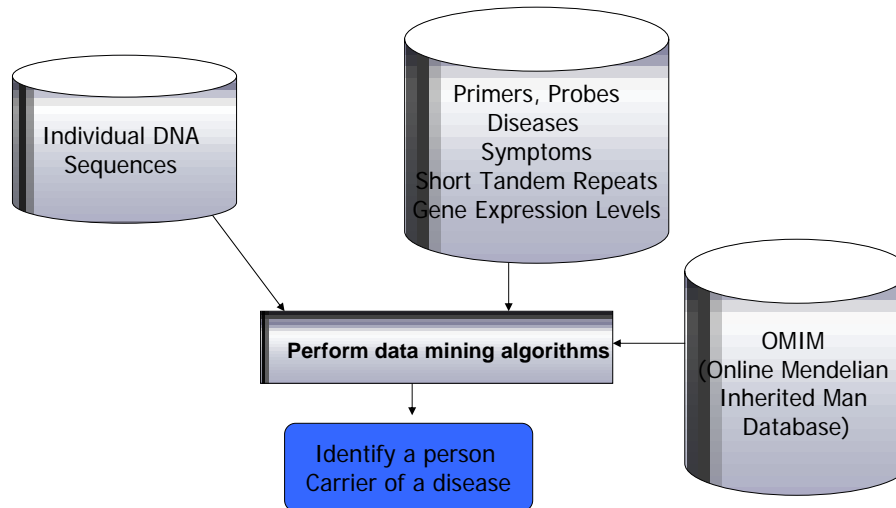 Individual DNA
Sequences
Primers, Probes
Diseases
Symptoms
Short Tandem Repeats
Gene Expression Levels
OMIM
(Online Mendelian
Inherited Man
Database)
Perform data mining algorithms
Identify a person
Carrier of a disease